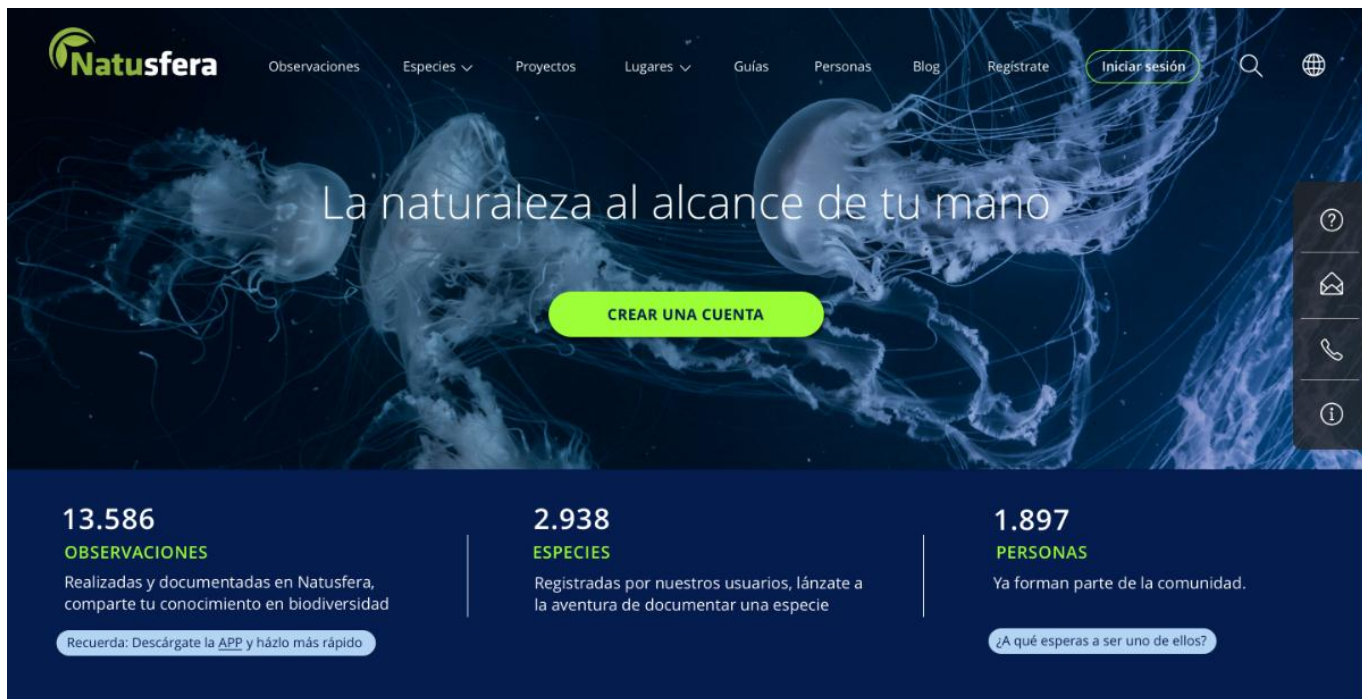 Natusfera
Observaciones Especies Proyectos Lugares Guías Personas Blog Regístrate Iniciar sesión
La naturaleza al alcance de tu mano
CREAR UNA CUENTA
13.586
OBSERVACIONES
Realizadas y documentadas en Natusfera,
comparte tu conocimiento en biodiversidad
Recuerda: Descárgate la APP y házlo más rápido
2.938
ESPECIES
Registradas por nuestros usuarios, lánzate a
la aventura de documentar una especie
1.897
PERSONAS
Ya forman parte de la comunidad.
¿A qué esperas a ser uno de ellos?